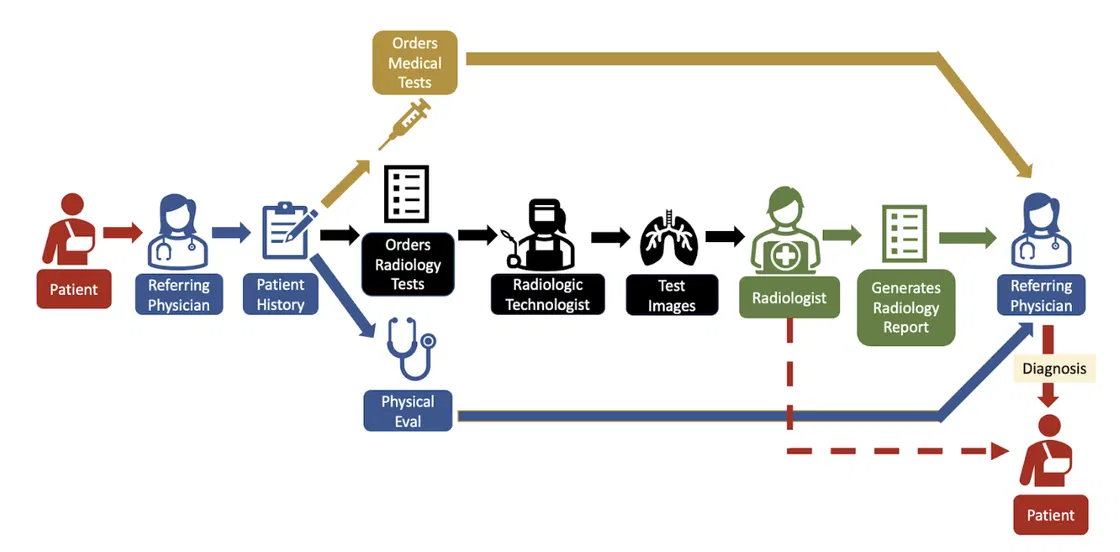 Orders
Medical
Tests
Patient
Referring
Physician
Patient
History
Orders
Radiology
Tests
Radiologic
Technologist
Test
Images
Radiologist
Generates
Radiology
Report
Referring
Physician
Physical
Eval
Diagnosis
Patient